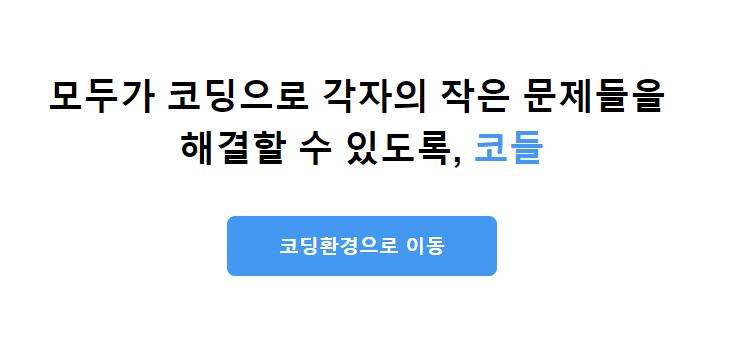 모두가 코딩으로 각자의 작은 문제들을
해결할 수 있도록, 코들
코딩환경으로 이동